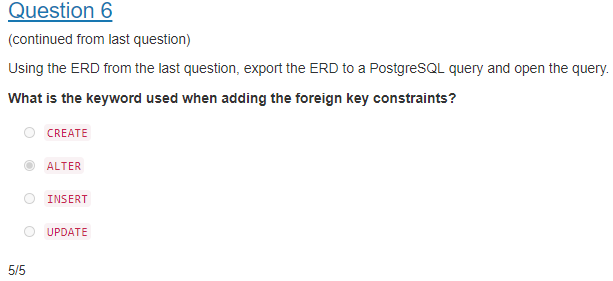 Question 6
(continued from last question)
Using the ERD from the last question, export the ERD to a PostgreSQL query and open the query.
What is the keyword used when adding the foreign key constraints?
CREATE
ALTER
INSERT
UPDATE
5/5